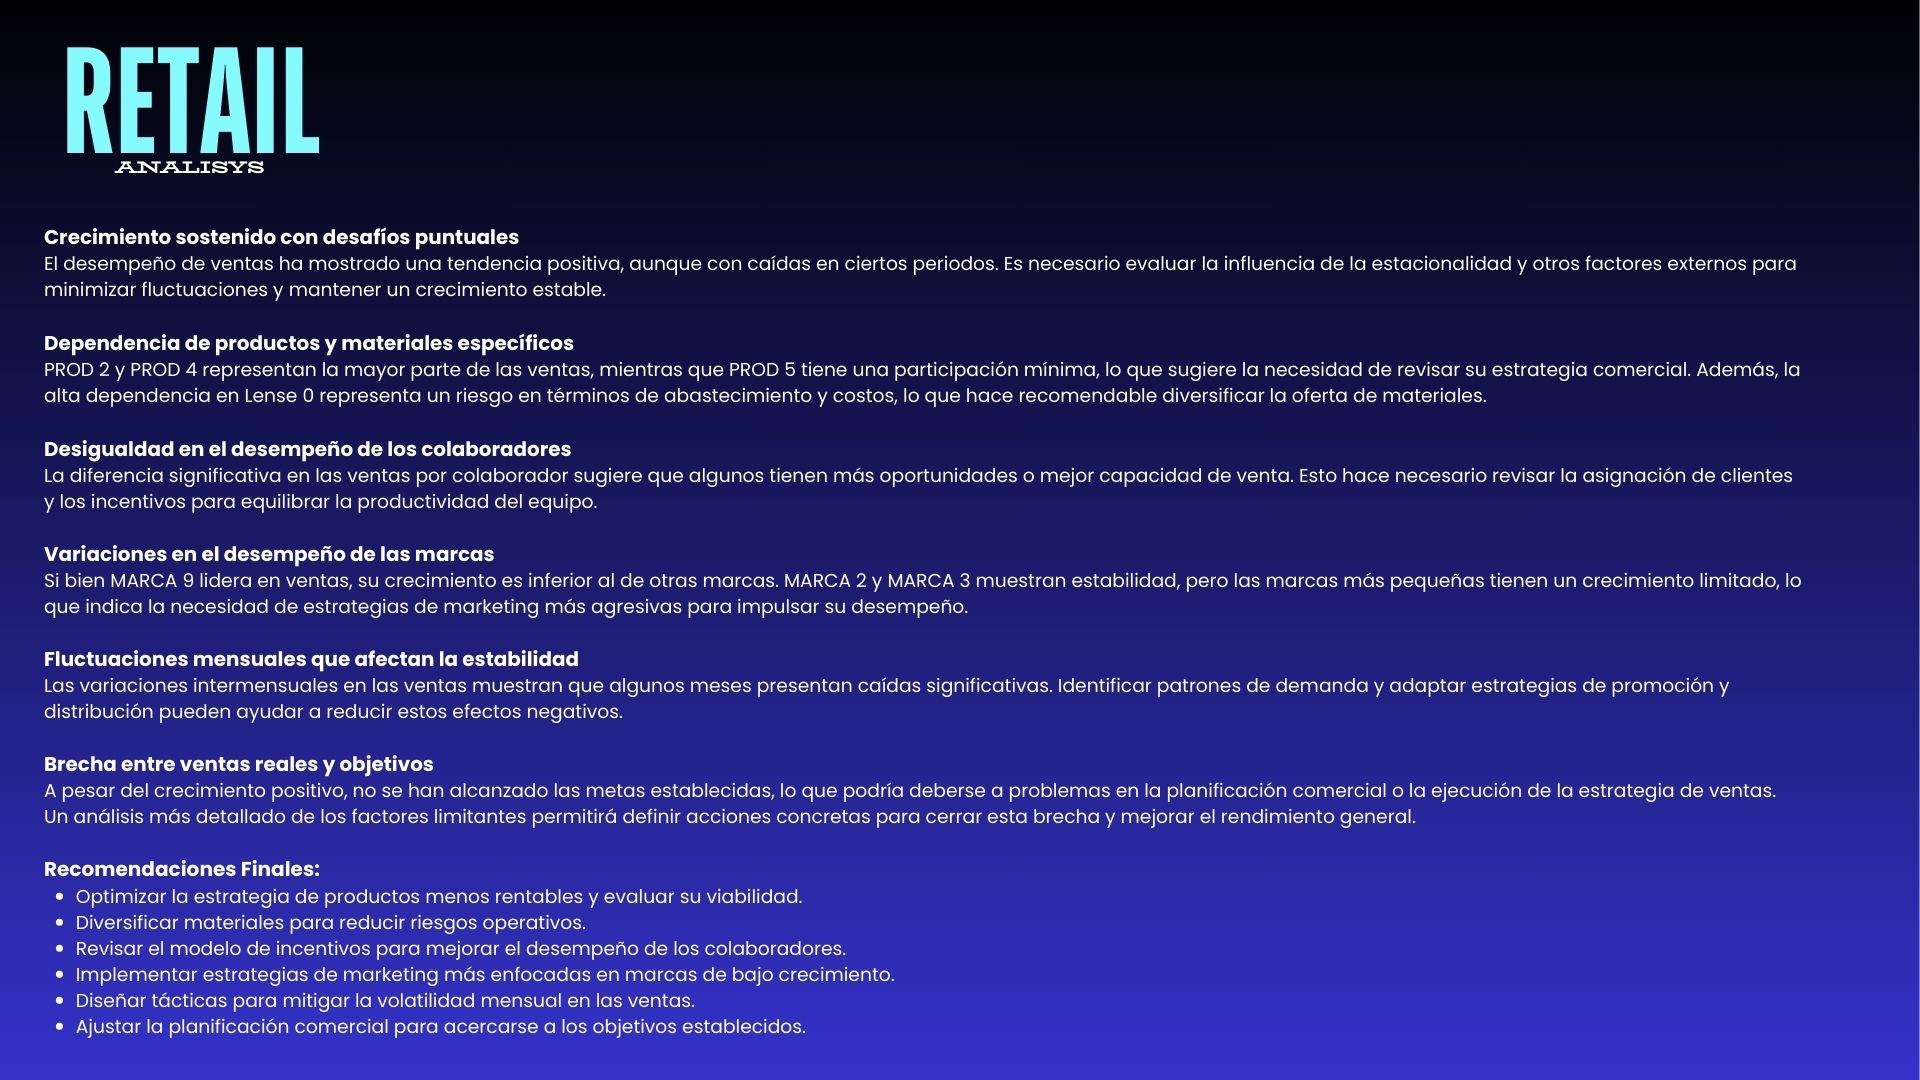 RETAIL
ANALISYS
Crecimiento sostenido con desafíos puntuales
El desempeño de ventas ha mostrado una tendencia positiva, aunque con caídas en ciertos periodos. Es necesario evaluar la influencia de la estacionalidad y otros factores externos para
minimizar fluctuaciones y mantener un crecimiento estable.
Dependencia de productos y materiales específicos
PROD 2 y PROD 4 representan la mayor parte de las ventas, mientras que PROD 5 tiene una participación mínima, lo que sugiere la necesidad de revisar su estrategia comercial. Además, la
alta dependencia en Lense 0 representa un riesgo en términos de abastecimiento y costos, lo que hace recomendable diversificar la oferta de materiales.
Desigualdad en el desempeño de los colaboradores
La diferencia significativa en las ventas por colaborador sugiere que algunos tienen más oportunidades o mejor capacidad de venta. Esto hace necesario revisar la asignación de clientes
y los incentivos para equilibrar la productividad del equipo.
Variaciones en el desempeño de las marcas
Si bien MARCA 9 lidera en ventas, su crecimiento es inferior al de otras marcas. MARCA 2 y MARCA 3 muestran estabilidad, pero las marcas más pequeñas tienen un crecimiento limitado, lo
que indica la necesidad de estrategias de marketing más agresivas para impulsar su desempeño.
Fluctuaciones mensuales que afectan la estabilidad
Las variaciones intermensuales en las ventas muestran que algunos meses presentan caídas significativas. Identificar patrones de demanda y adaptar estrategias de promoción y
distribución pueden ayudar a reducir estos efectos negativos.
Brecha entre ventas reales y objetivos
A pesar del crecimiento positivo, no se han alcanzado las metas establecidas, lo que podría deberse a problemas en la planificación comercial o la ejecución de la estrategia de ventas.
Un análisis más detallado de los factores limitantes permitirá definir acciones concretas para cerrar esta brecha y mejorar el rendimiento general.
Recomendaciones Finales:
• Optimizar la estrategia de productos menos rentables y evaluar su viabilidad.
• Diversificar materiales para reducir riesgos operativos.
• Revisar el modelo de incentivos para mejorar el desempeño de los colaboradores.
• Implementar estrategias de marketing más enfocadas en marcas de bajo crecimiento.
• Diseñar tácticas para mitigar la volatilidad mensual en las ventas.
• Ajustar la planificación comercial para acercarse a los objetivos establecidos.